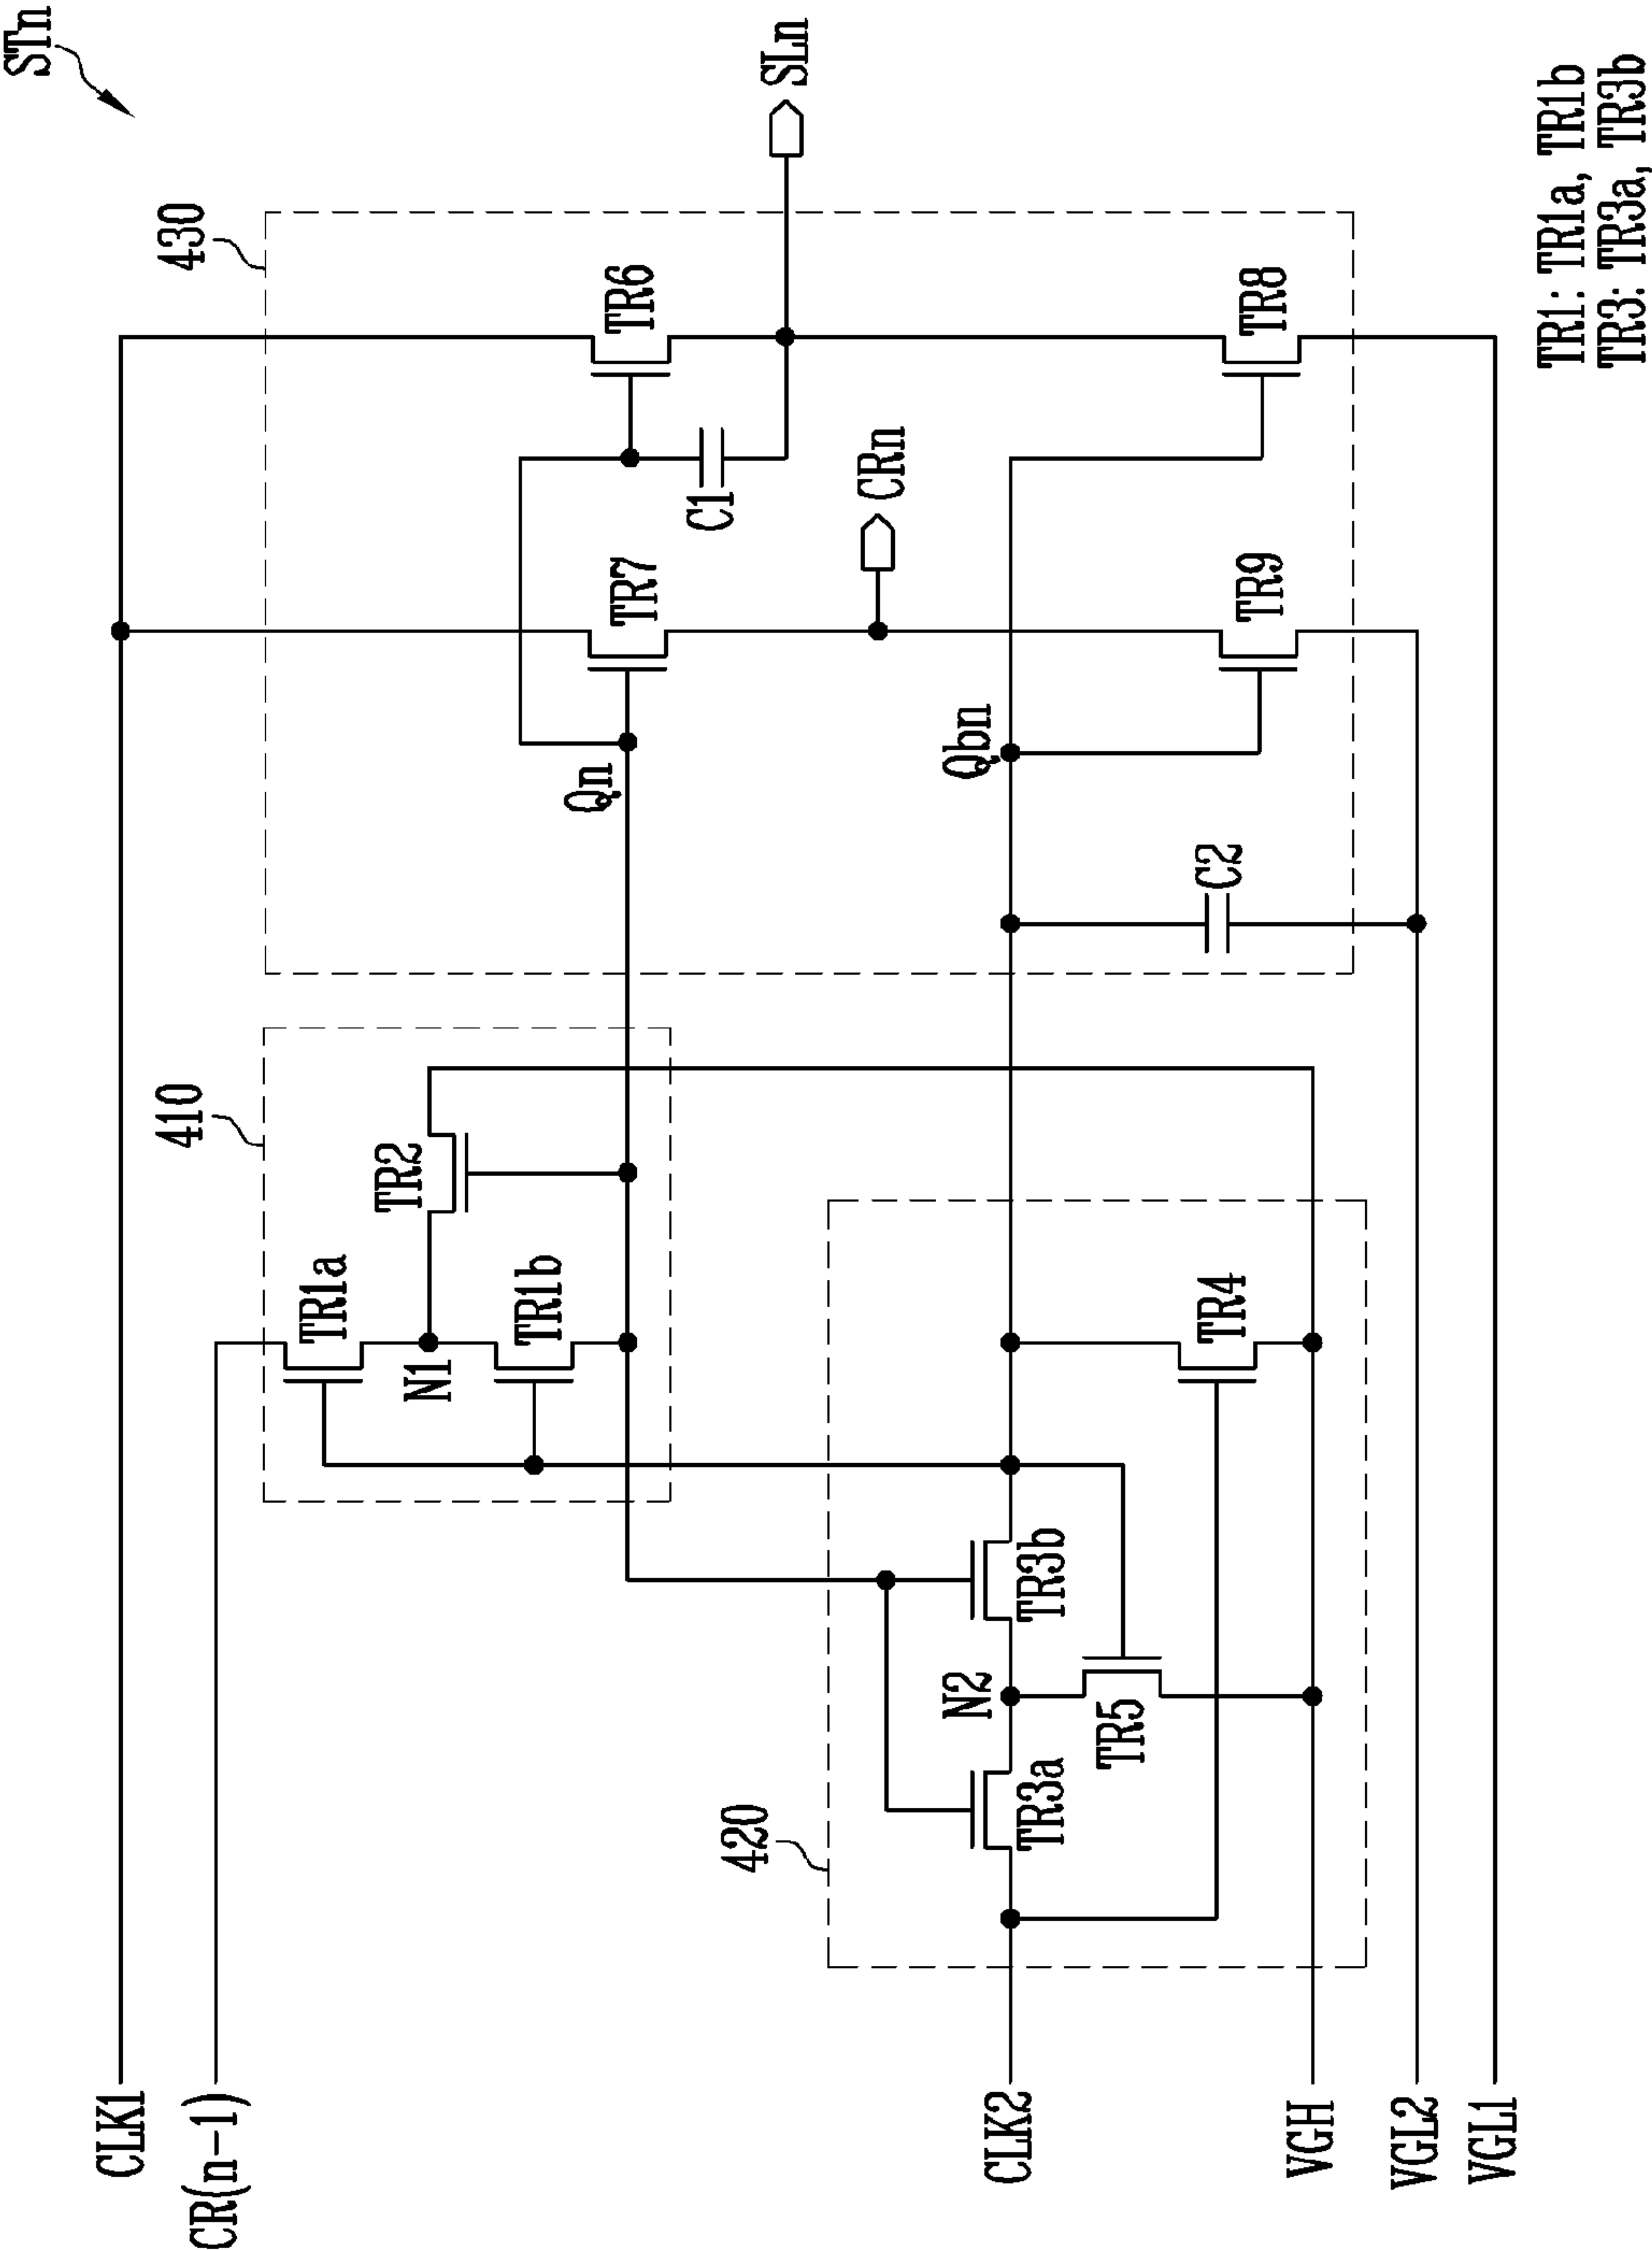 STn
430
SLn
TR6
TR8
C1
CRn
TR7
TR9
Qn
Qbn
C2
410
TR2
TR1a
TR1b
N1
TR4
TR3b
N2
TR5
TR3a
420
CLK1
CR(n-1)
CLK2
VGH
VGL2
VGL1
TR1: TR1a, TR1b
TR3: TR3a, TR3b